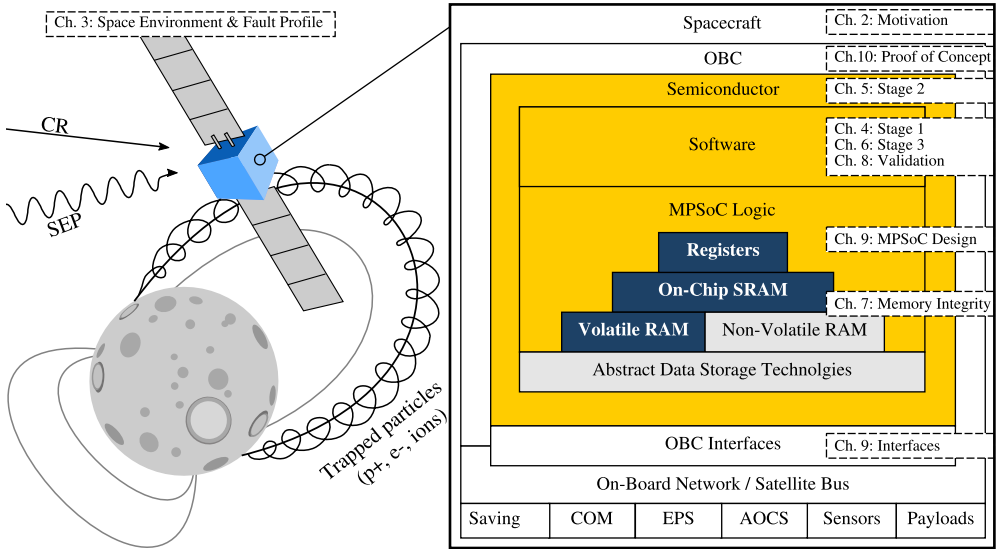 Ch. 3: Space Environment & Fault Profile
CR
SEP
Trapped particles
(p+, e-, ions)
Spacecraft
Ch. 2: Motivation
OBC
Ch.10: Proof of Concept
Semiconductor
Ch. 5: Stage 2
Software
Ch. 4: Stage 1
Ch. 6: Stage 3
Ch. 8: Validation
MPSoC Logic
Ch. 9: MPSoC Design
Registers
On-Chip SRAM
Ch. 7: Memory Integrity
Volatile RAM
Non-Volatile RAM
Abstract Data Storage Technolgies
OBC Interfaces
Ch. 9: Interfaces
On-Board Network / Satellite Bus
Saving
COM
EPS
AOCS
Sensors
Payloads